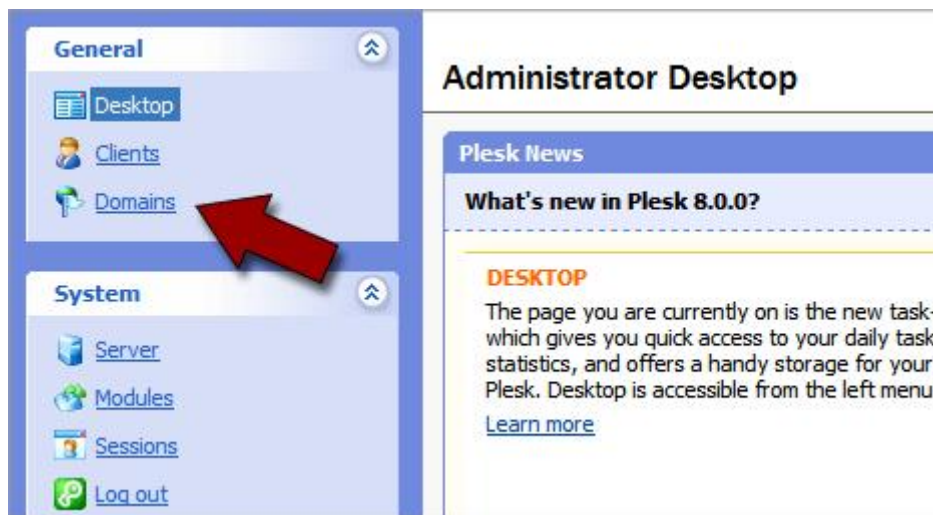 General
Desktop
Clients
Domains
System
Server
Modules
Sessions
Log out
Administrator Desktop
Plesk News
What's new in Plesk 8.0.0?
DESKTOP
The page you are currently on is the new task-
which gives you quick access to your daily task
statistics, and offers a handy storage for your
Plesk. Desktop is accessible from the left menu
Learn more